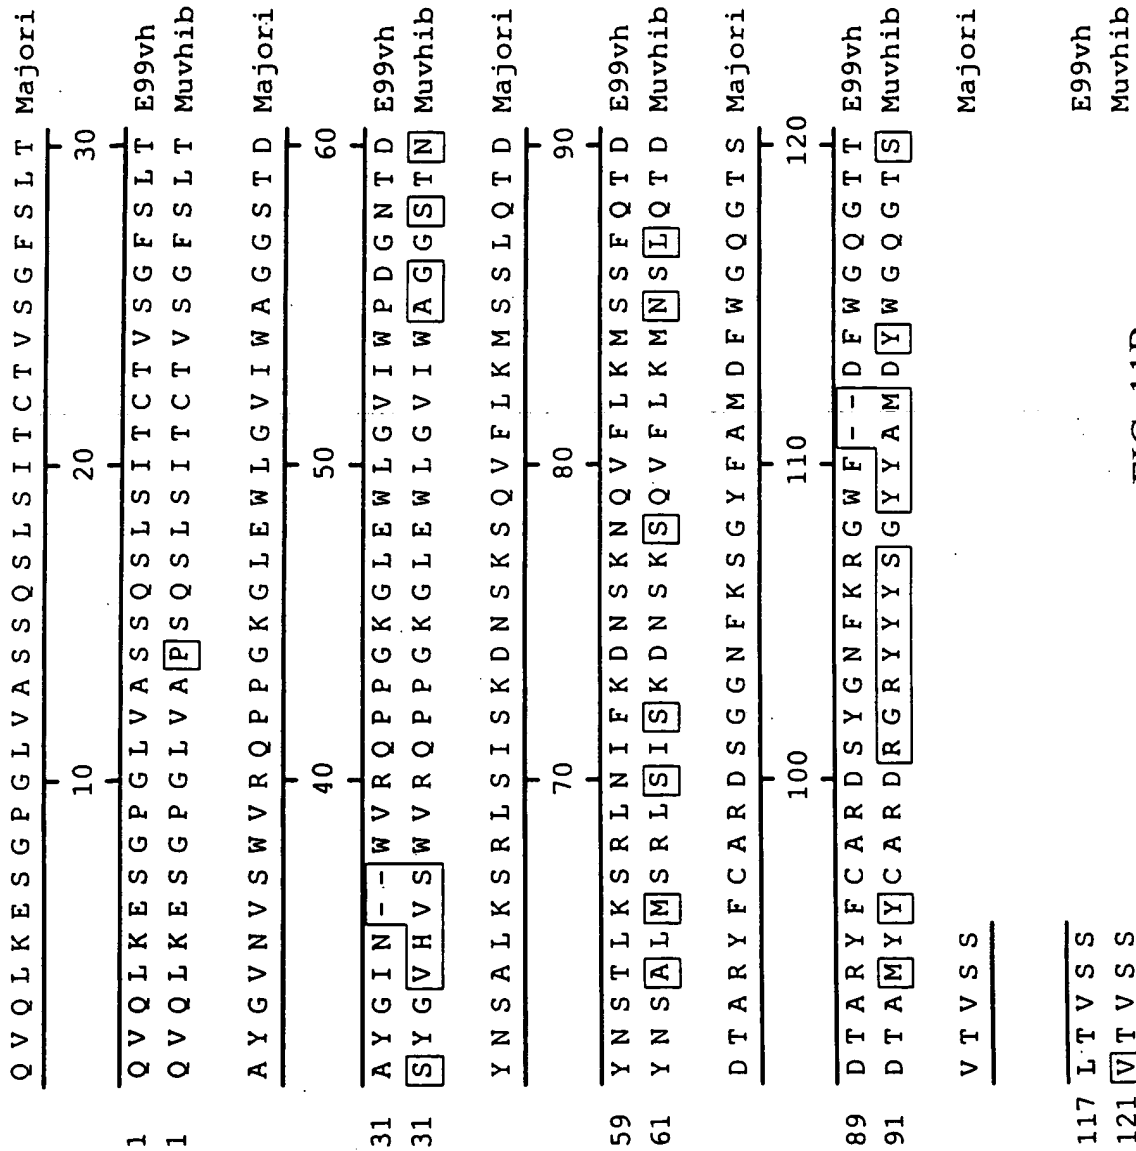 Q V Q L K E S G P G L V A S S Q S L S I T C T V S G F S L T Majori
10 20 30
1 Q V Q L K E S G P G L V A S S Q S L S I T C T V S G F S L T E99vh
1 Q V Q L K E S G P G L V A P S Q S L S I T C T V S G F S L T Muvhib
A Y G V N V S W V R Q P P G K G L E W L G V I W A G G S T D Majori
40 50 60
31 A Y G I N - - W V R Q P P G K G L E W L G V I W P D G N T D E99vh
31 S Y G V H V S W V R Q P P G K G L E W L G V I W A G G S T N Muvhib
Y N S A L K S R L S I S K D N S K S Q V F L K M S S L Q T D Majori
70 80 90
59 Y N S T L K S R L N I F K D N S K N Q V F L K M S S F Q T D E99vh
61 Y N S A L M S R L S I S K D N S K S Q V F L K M N S L Q T D Muvhib
D T A R Y F C A R D S G G N F K S G Y F A M D F W G Q G T S Majori
100 110 120
89 D T A R Y F C A R D S Y G N F K R G W F - - D F W G Q G T T E99vh
91 D T A M Y Y C A R D R G R Y Y Y S G Y Y A M D Y W G Q G T S Muvhib
V T V S S Majori
117 L T V S S E99vh
121 V T V S S Muvhib